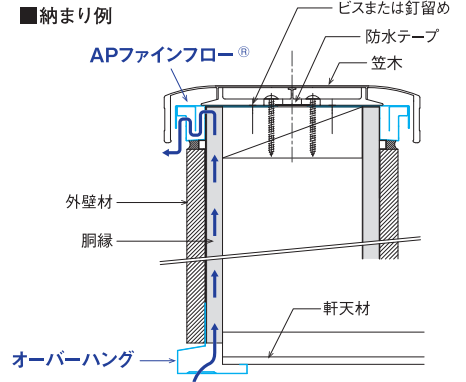 ■納まり例
ビスまたは釘留め
防水テープ
APファインフロー®
笠木
外壁材
胴縁
軒天材
オーバーハング